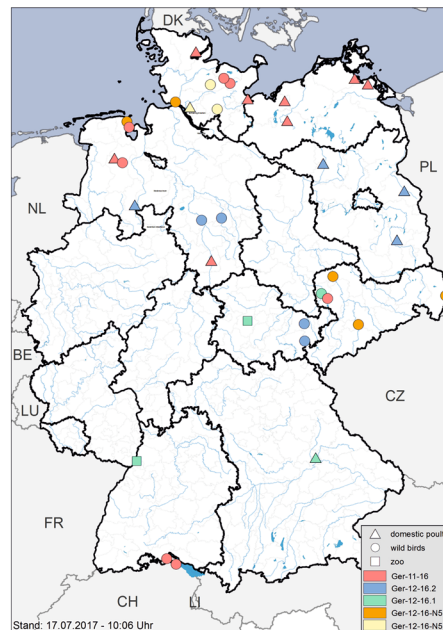 DK
PL
NL
BE
LU
CZ
FR
CH
LI
domestic poult
wild birds
zoo
Ger-11-16
Ger-12-16.2
Ger-12-16.1
Ger-12-16-N5
Ger-12-16-N5
Stand: 17.07.2017 - 10:06 Uhr